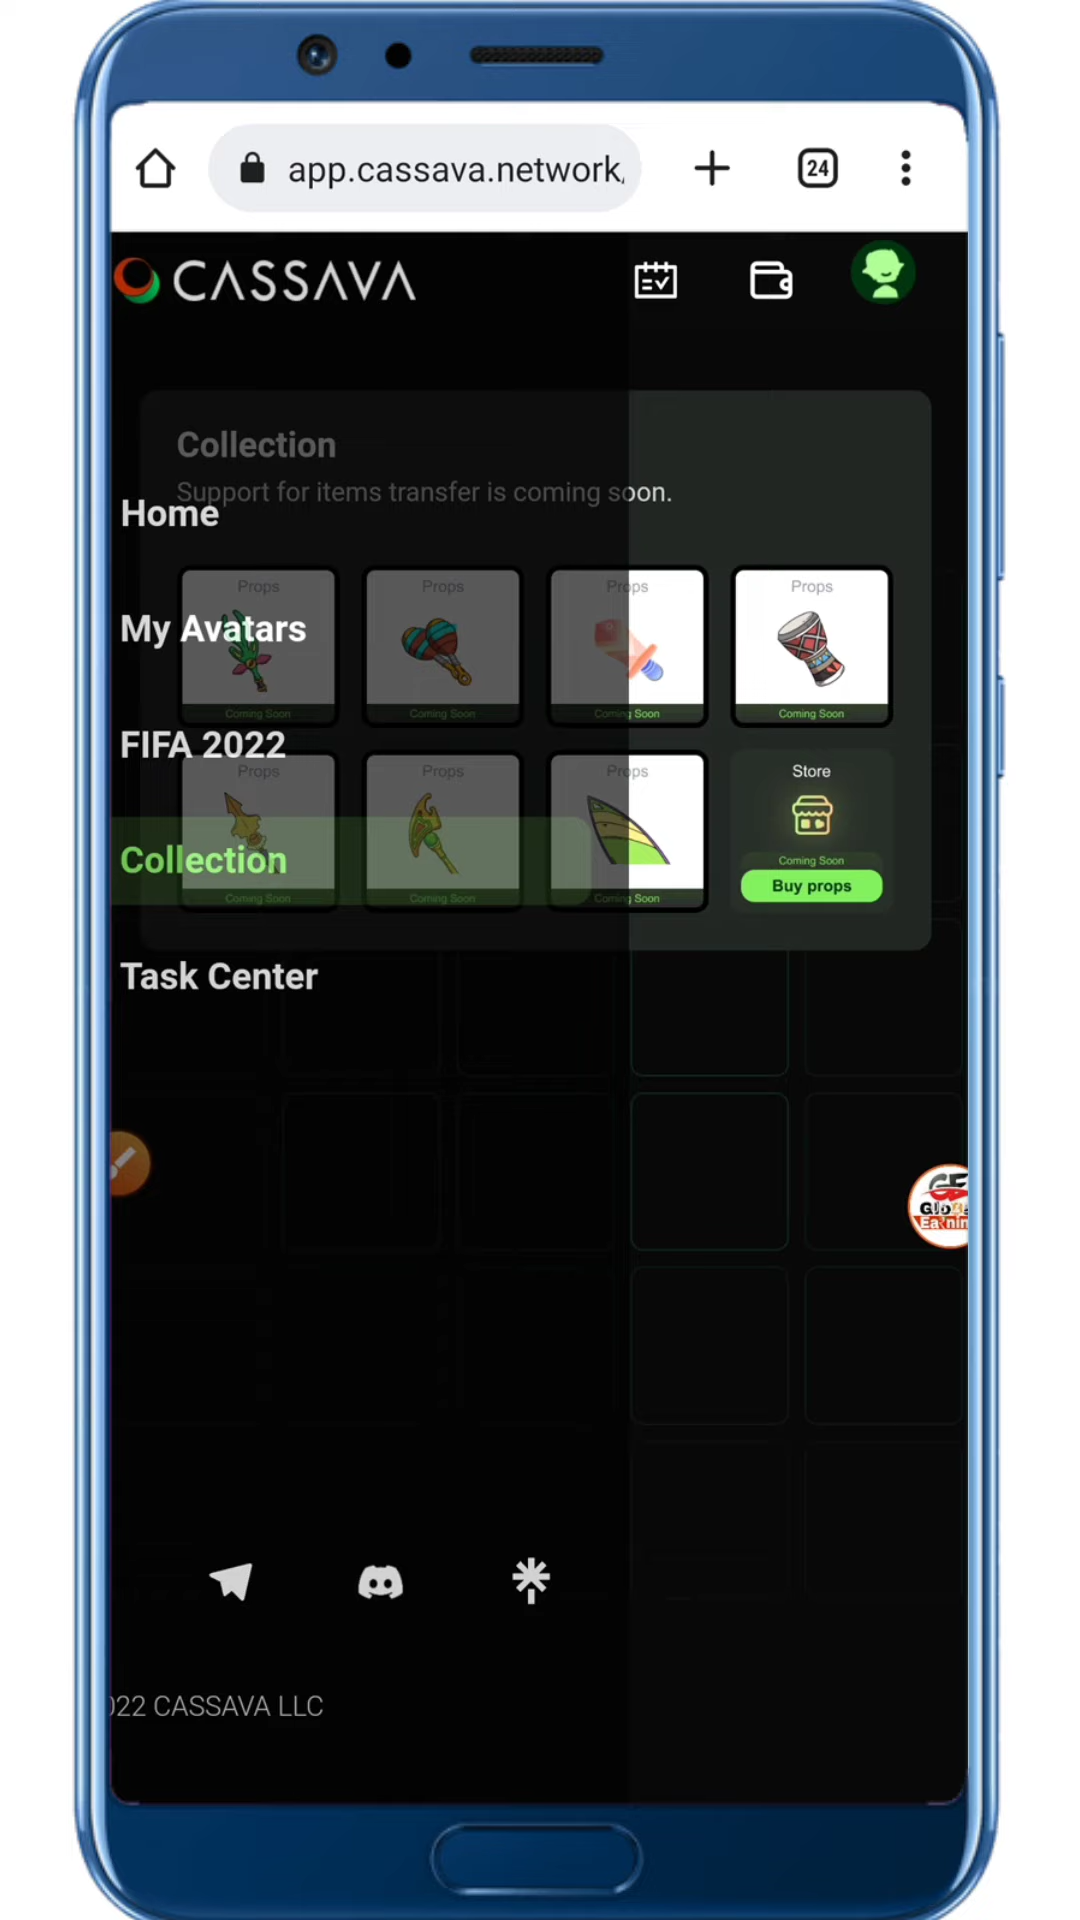 app.cassava.network
24
CASSAVA
Collection
Support for items transfer is coming soon.
Home
Props
Props
Props
Props
My Avatars
Coming Soon
Coming Soon
Coming Soon
Coming Soon
FIFA 2022
Props
Props
Props
Store
Collection
Coming Soon
Buy props
Coming Soon
Coming Soon
Coming Soon
Task Center
022 CASSAVA LLC